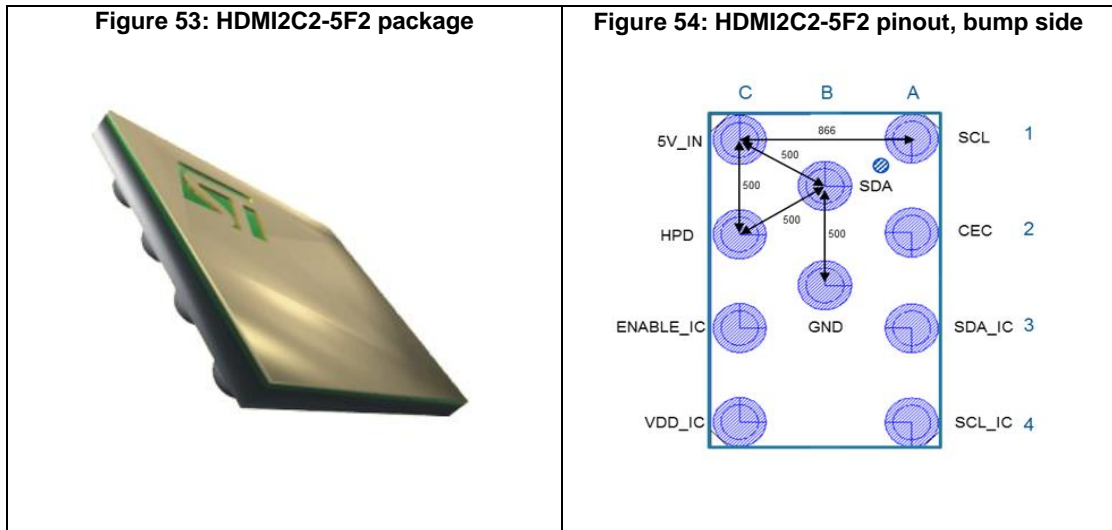 Figure 53: HDMI2C2-5F2 package
Figure 54: HDMI2C2-5F2 pinout, bump side
C B A
5V_IN 866 SCL 1
500
500 SDA
HPD 500 500 CEC 2
ENABLE_IC GND SDA_IC 3
VDD_IC SCL_IC 4
ST